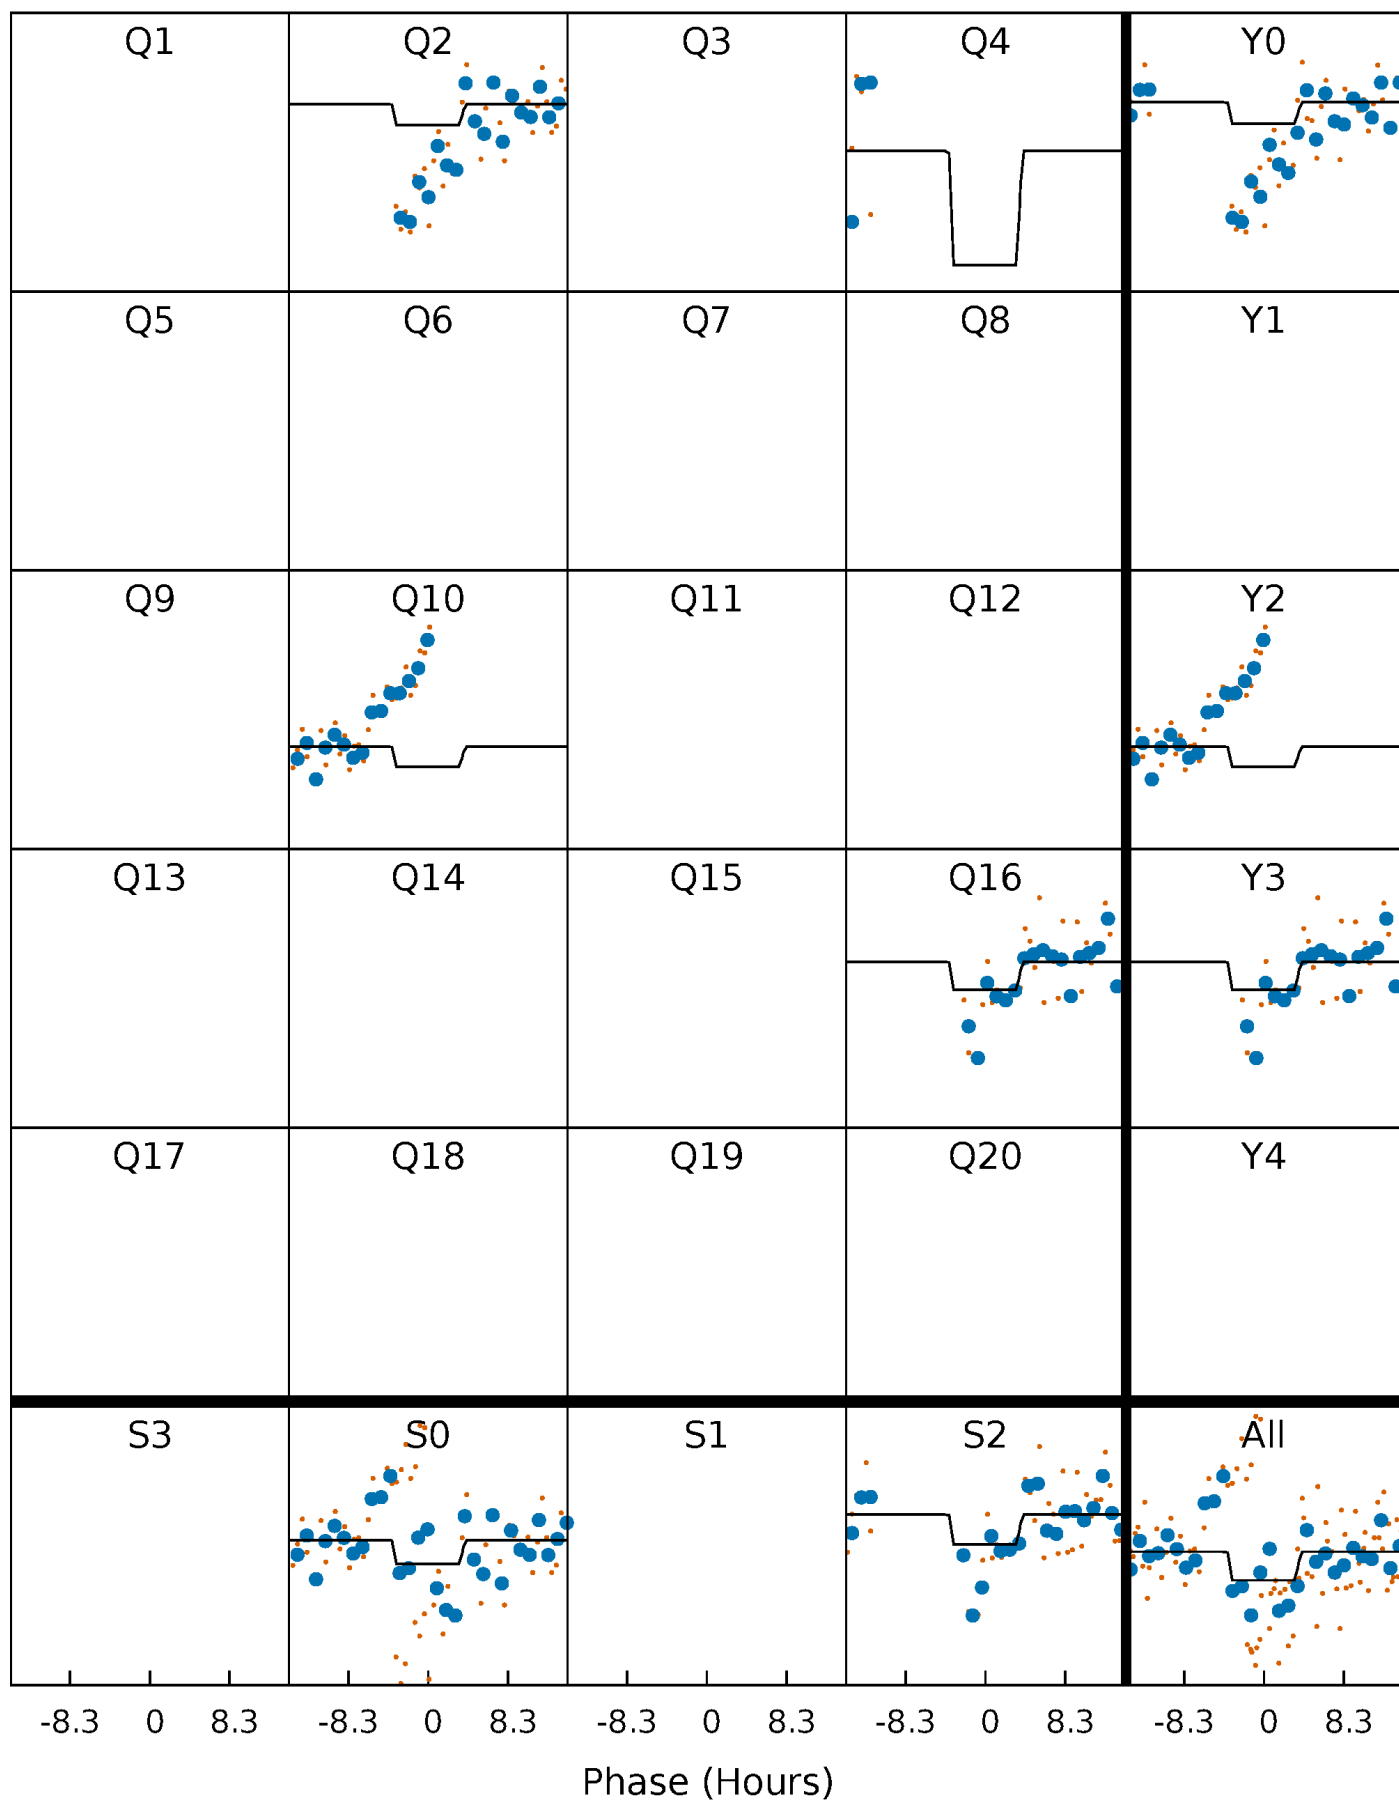 Q1 Q2 Q3 Q4 Y0
Q5 Q6 Q7 Q8 Y1
Q9 Q10 Q11 Q12 Y2
Q13 Q14 Q15 Q16 Y3
Q17 Q18 Q19 Q20 Y4
S3 S0 S1 S2 All
-8.3 0 8.3 -8.3 0 8.3 -8.3 0 8.3 -8.3 0 8.3 -8.3 0 8.3
Phase (Hours)